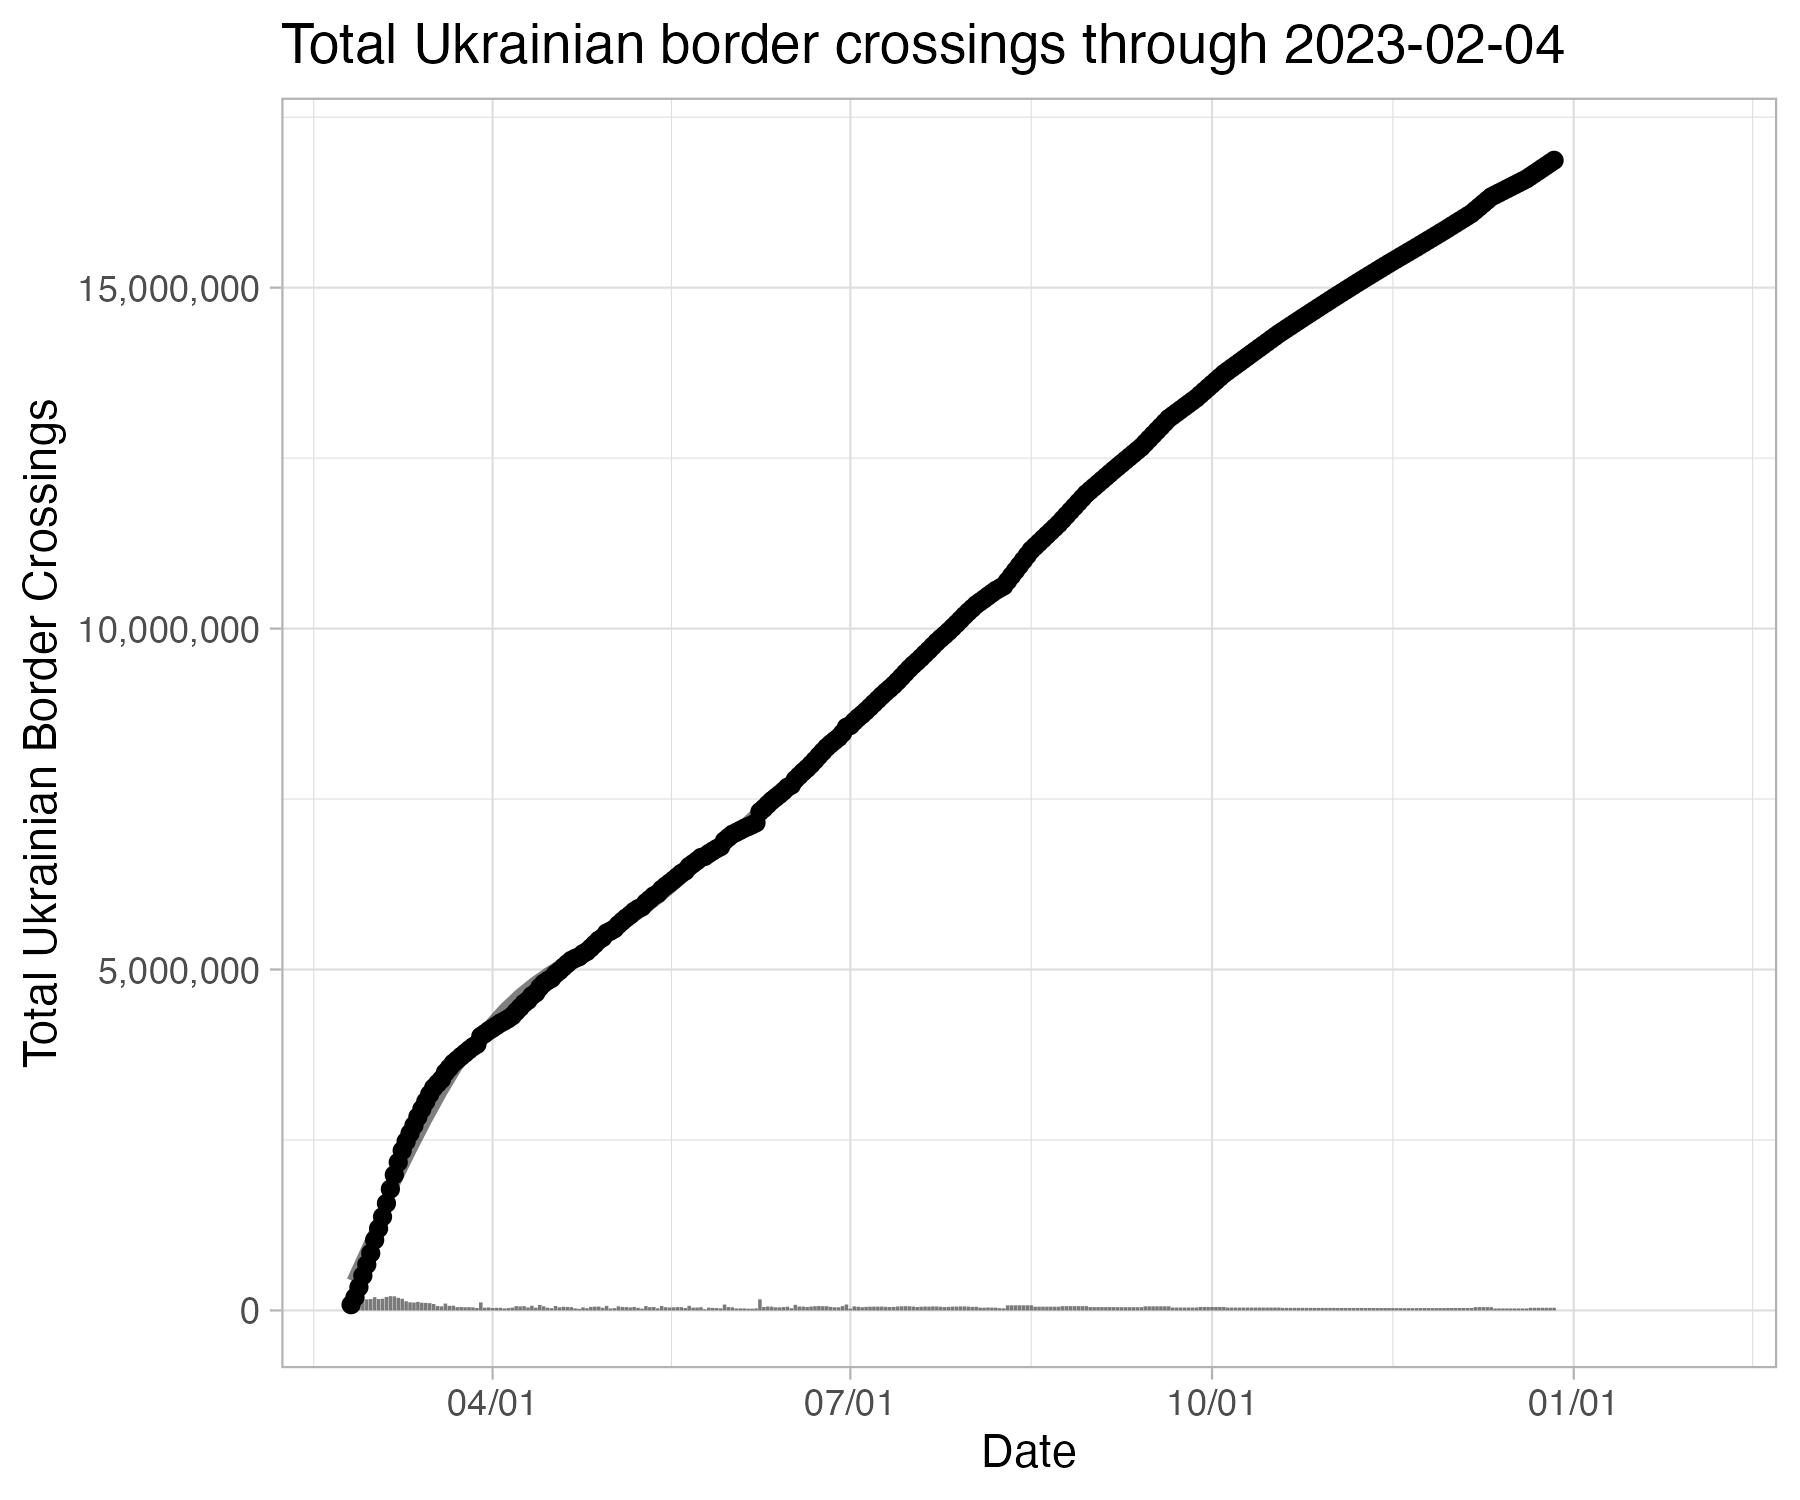 Total Ukrainian border crossings through 2023-02-04
Total Ukrainian Border Crossings
15,000,000
10,000,000
5,000,000
0
04/01
07/01
10/01
01/01
Date